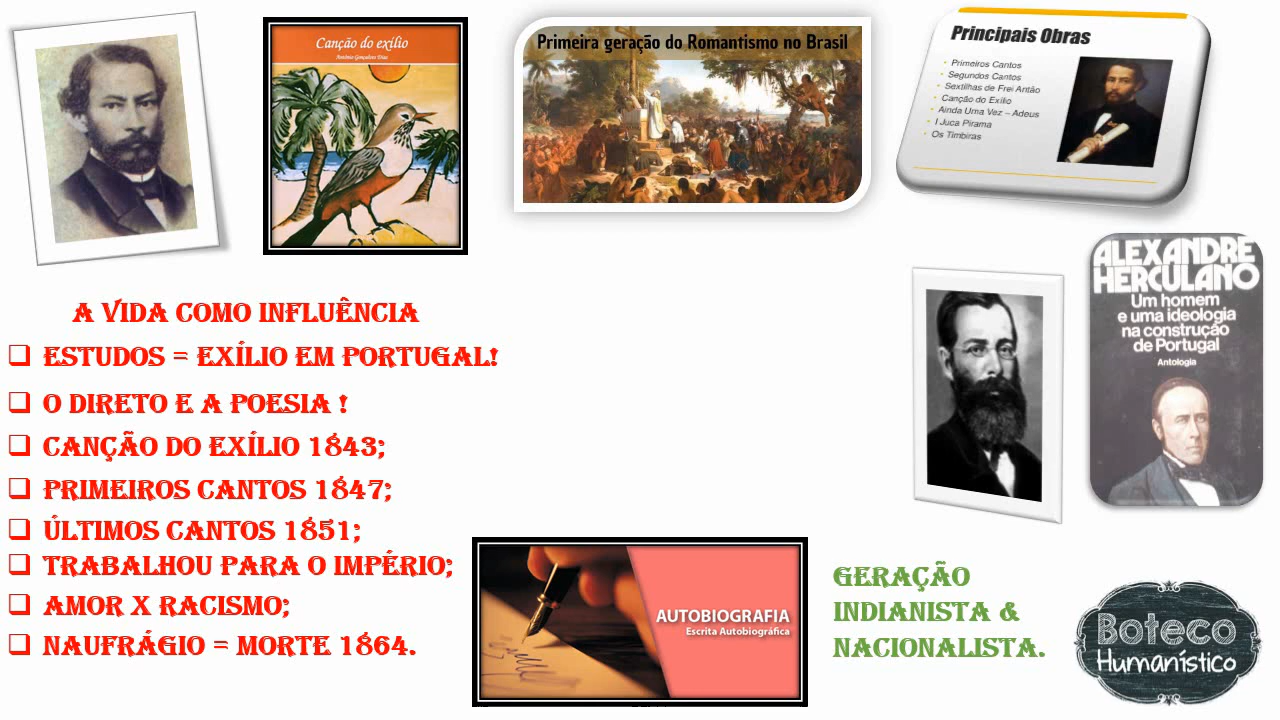 Canção do exílio
Antônio Gonçalves Dias
Primeira geração do Romantismo no Brasil
Principais Obras
Primeiros Cantos
Segundos Cantos
Sextilhas de Frei Antão
Canção do Exílio
Ainda Uma Vez – Adeus
I Juca Pirama
Os Timbiras
A VIDA COMO INFLUÊNCIA
ESTUDOS = EXÍLIO EM PORTUGAL!
O DIRETO E A POESIA !
CANÇÃO DO EXÍLIO 1843;
PRIMEIROS CANTOS 1847;
ÚLTIMOS CANTOS 1851;
TRABALHOU PARA O IMPÉRIO;
AMOR X RACISMO;
NAUFRÁGIO = MORTE 1864.
ALEXANDRE
HERCULANO
Um homem
e uma ideologia
na construção
de Portugal
Antologia
AUTOBIOGRAFIA
Escrita Autobiográfica
GERAÇÃO
INDIANISTA &
NACIONALISTA.
Boteco
Humanístico